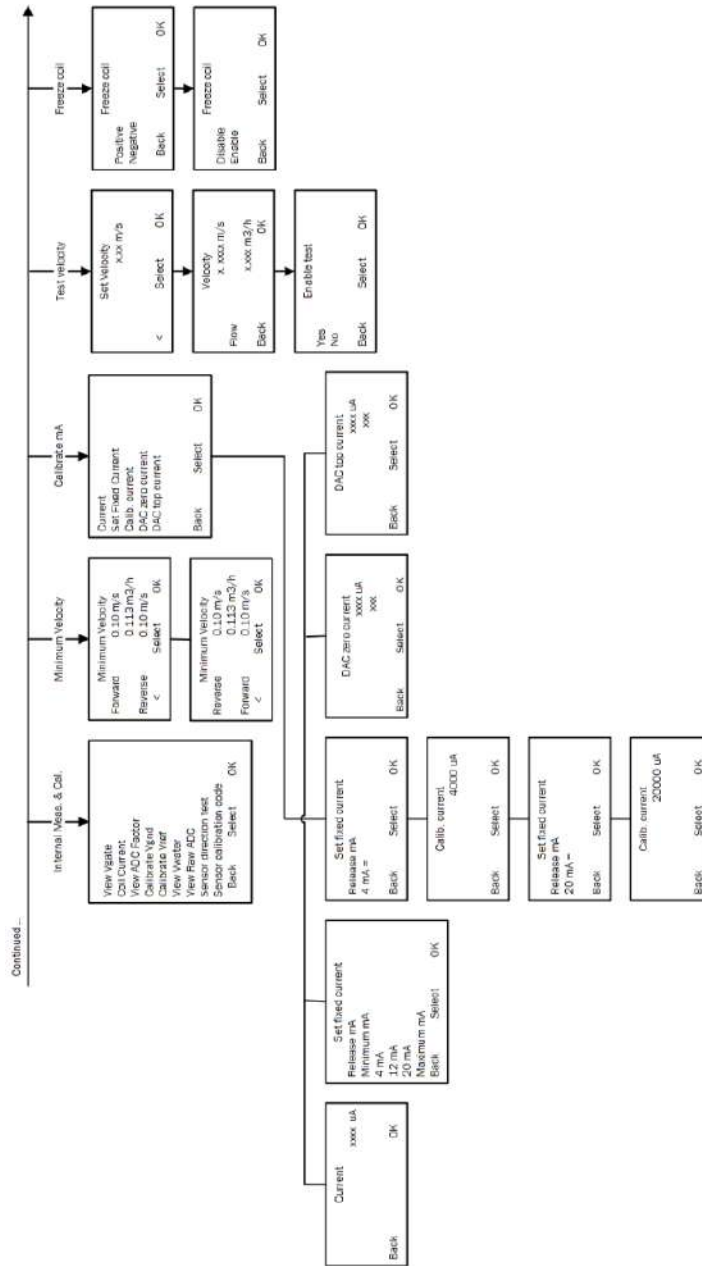 Continued...
Internal Meas. & Cal.
View Vgate
Coil Current
View ADC Factor
Calibrate Vgnd
Calibrate Vref
View Vwater
View Raw ADC
Sensor direction test
Sensor calibration code
Back Select OK
Minimum Velocity
Minimum Velocity
Forward 0.10 m/s
0.113 m3/h
Reverse 0.10 m/s
< Select OK
Minimum Velocity
Reverse 0.10 m/s
0.113 m3/h
Forward 0.10 m/s
< Select OK
Calibrate mA
Current
Set Fixed Current
Calib. current
DAC zero current
DAC top current
Back Select OK
Test velocity
Set Velocity
x.xx m/s
< Select OK
Velocity
x.xxx m/s
Flow
x.xxx m3/h
Back OK
Enable test
Yes
No
Back Select OK
Freeze coil
Freeze coil
Positive
Negative
Back Select OK
Freeze coil
Disable
Enable
Back Select OK
Current
xxxx uA
Back OK
Set fixed current
Release mA
Minimum mA
4 mA
12 mA
20 mA
Maximum mA
Back Select OK
Set fixed current
Release mA
4 mA =
Back Select OK
Calib. current
4000 uA
Back Select OK
Set fixed current
Release mA
20 mA =
Back Select OK
Calib. current
20000 uA
Back Select OK
DAC zero current
xxxx uA
xxx
Back Select OK
DAC top current
xxxx uA
xxx
Back Select OK